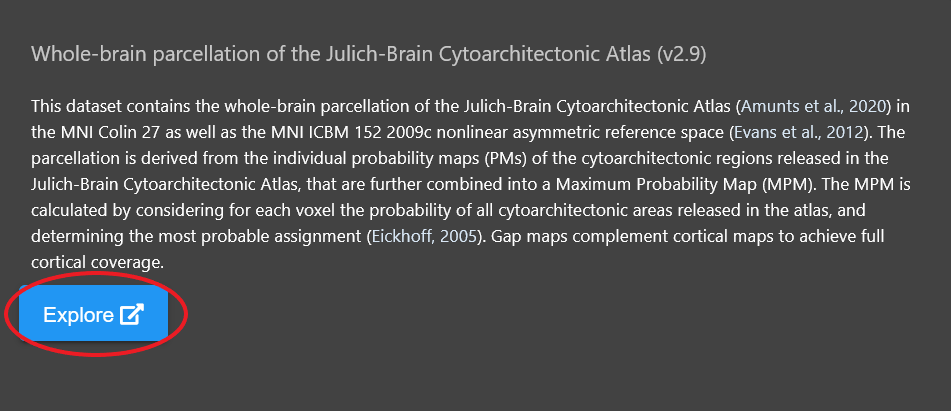 Whole-brain parcellation of the Julich-Brain Cytoarchitectonic Atlas (v2.9)
This dataset contains the whole-brain parcellation of the Julich-Brain Cytoarchitectonic Atlas (Amunts et al., 2020) in
the MNI Colin 27 as well as the MNI ICBM 152 2009c nonlinear asymmetric reference space (Evans et al., 2012). The
parcellation is derived from the individual probability maps (PMs) of the cytoarchitectonic regions released in the
Julich-Brain Cytoarchitectonic Atlas, that are further combined into a Maximum Probability Map (MPM). The MPM is
calculated by considering for each voxel the probability of all cytoarchitectonic areas released in the atlas, and
determining the most probable assignment (Eickhoff, 2005). Gap maps complement cortical maps to achieve full
cortical coverage.
Explore